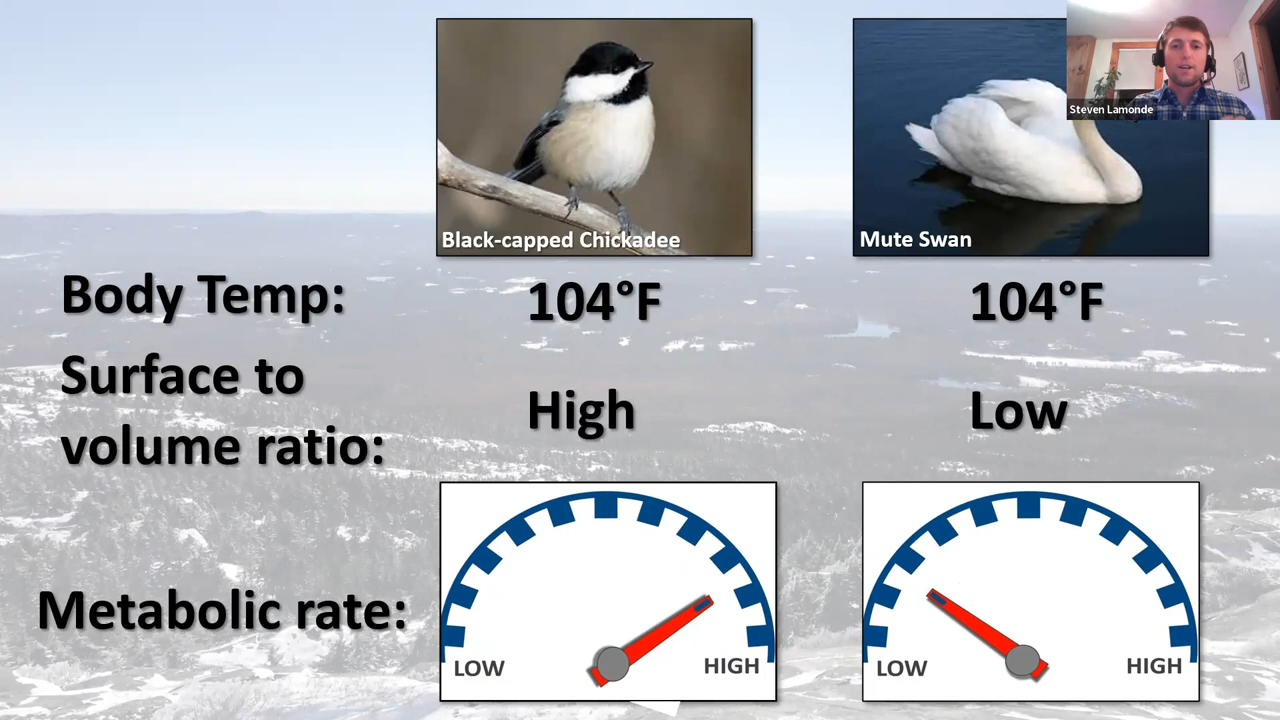 Steven Lamonde
Black-capped Chickadee
Mute Swan
Body Temp:
104°F
104°F
Surface to
volume ratio:
High
Low
Metabolic rate:
LOW
HIGH
LOW
HIGH